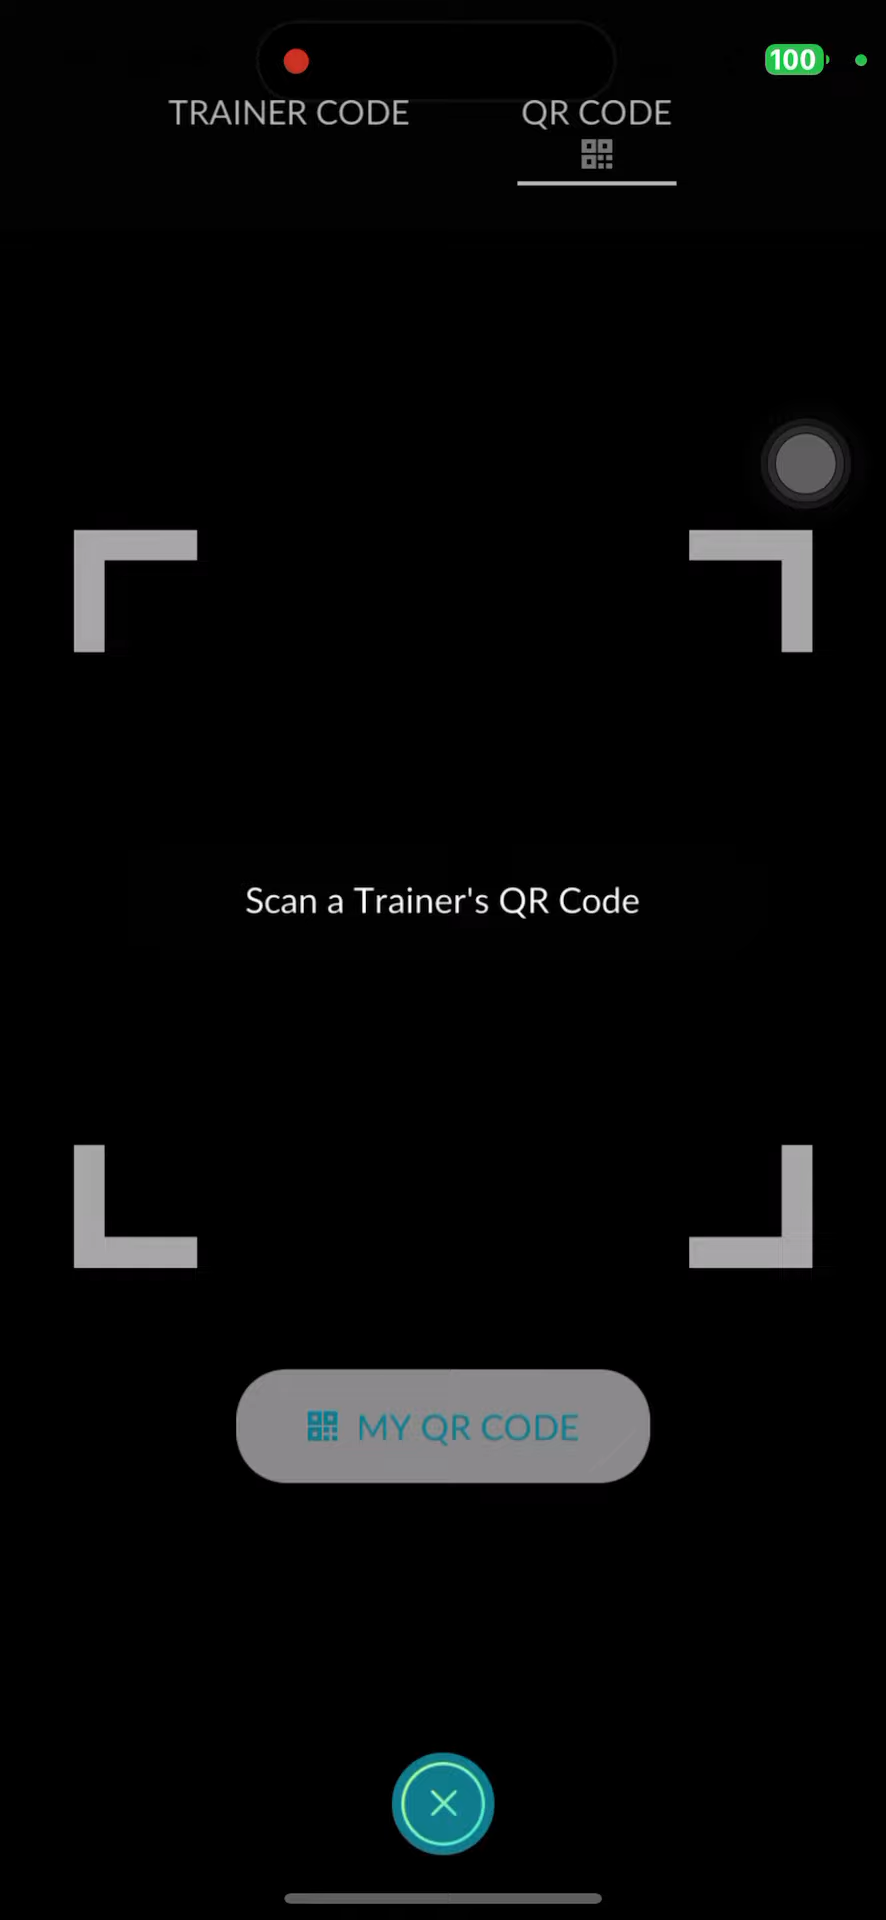 100
TRAINER CODE
QR CODE
Scan a Trainer's QR Code
MY QR CODE